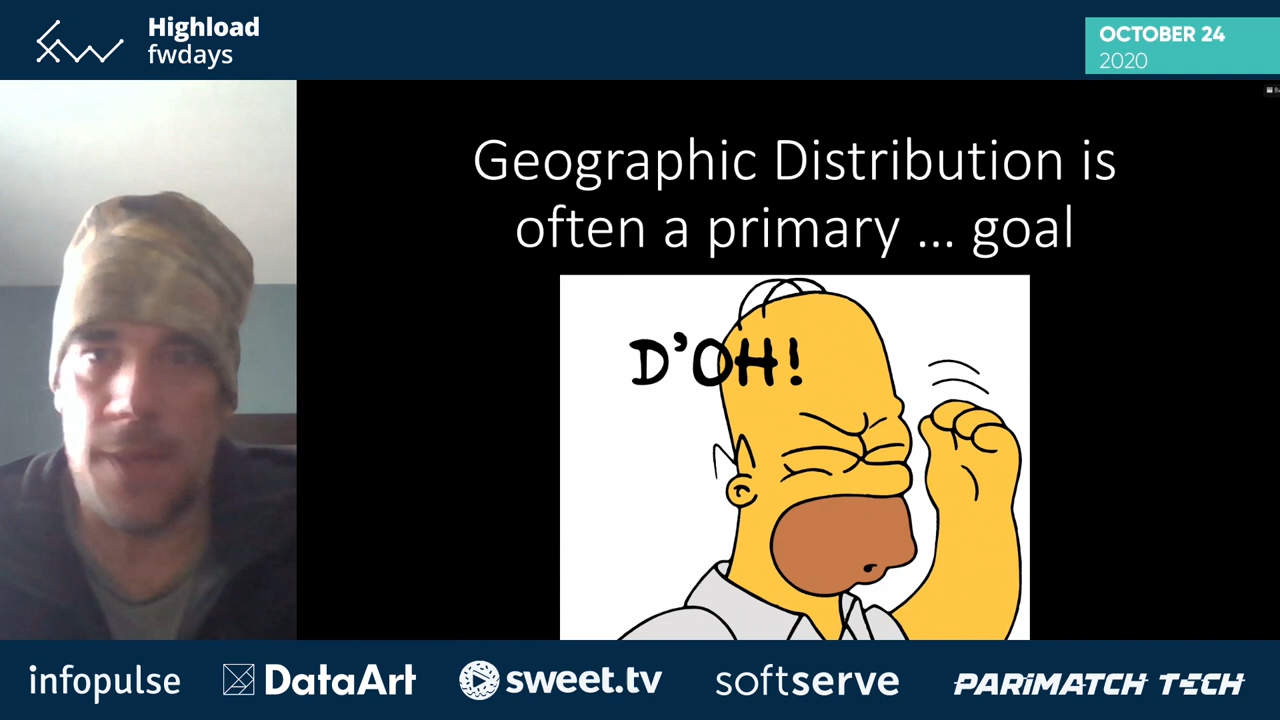 Highload
fwdays
OCTOBER 24
2020
Geographic Distribution is
often a primary ... goal
D'OH!
infopulse
DataArt
sweet.tv
softserve
PARIMATCH TECH